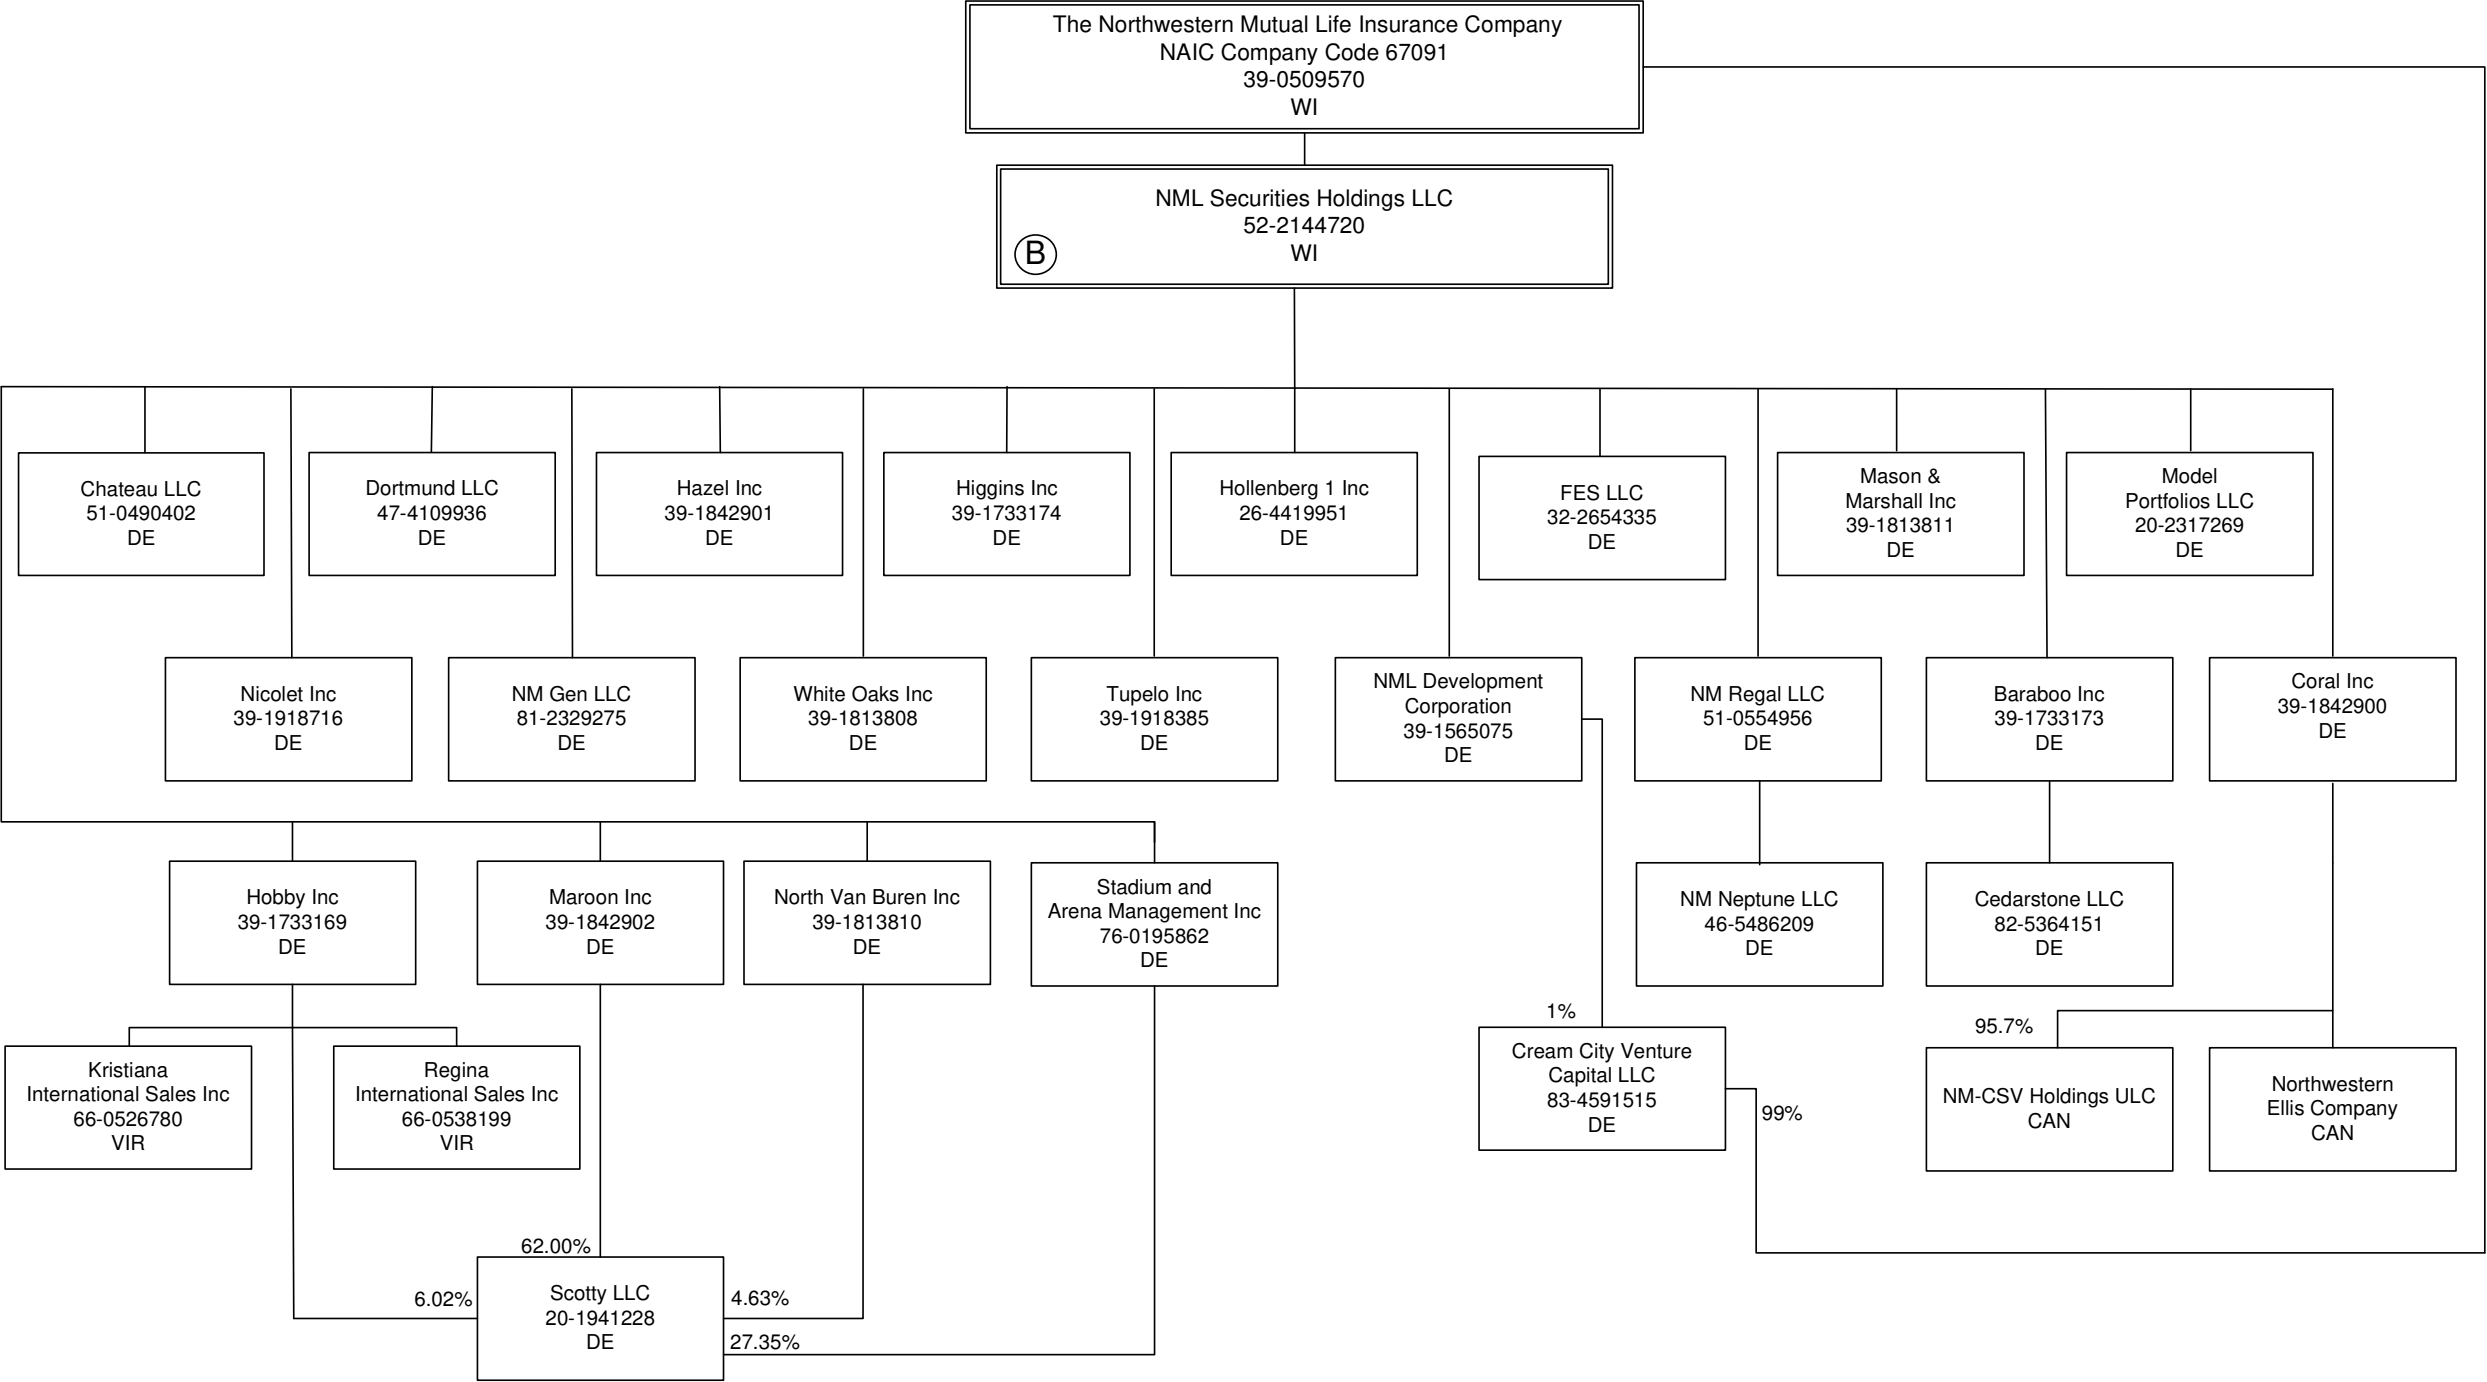 The Northwestern Mutual Life Insurance Company
NAIC Company Code 67091
39-0509570
WI
NML Securities Holdings LLC
52-2144720
WI
B
Chateau LLC
51-0490402
DE
Dortmund LLC
47-4109936
DE
Hazel Inc
39-1842901
DE
Higgins Inc
39-1733174
DE
Hollenberg 1 Inc
26-4419951
DE
FES LLC
32-2654335
DE
Mason &
Marshall Inc
39-1813811
DE
Model
Portfolios LLC
20-2317269
DE
Nicolet Inc
39-1918716
DE
NM Gen LLC
81-2329275
DE
White Oaks Inc
39-1813808
DE
Tupelo Inc
39-1918385
DE
NML Development
Corporation
39-1565075
DE
NM Regal LLC
51-0554956
DE
Baraboo Inc
39-1733173
DE
Coral Inc
39-1842900
DE
Hobby Inc
39-1733169
DE
Maroon Inc
39-1842902
DE
North Van Buren Inc
39-1813810
DE
Stadium and
Arena Management Inc
76-0195862
DE
NM Neptune LLC
46-5486209
DE
Cedarstone LLC
82-5364151
DE
Kristiana
International Sales Inc
66-0526780
VIR
Regina
International Sales Inc
66-0538199
VIR
1%
Cream City Venture
Capital LLC
83-4591515
DE
99%
95.7%
NM-CSV Holdings ULC
CAN
Northwestern
Ellis Company
CAN
62.00%
6.02%
Scotty LLC
20-1941228
DE
4.63%
27.35%